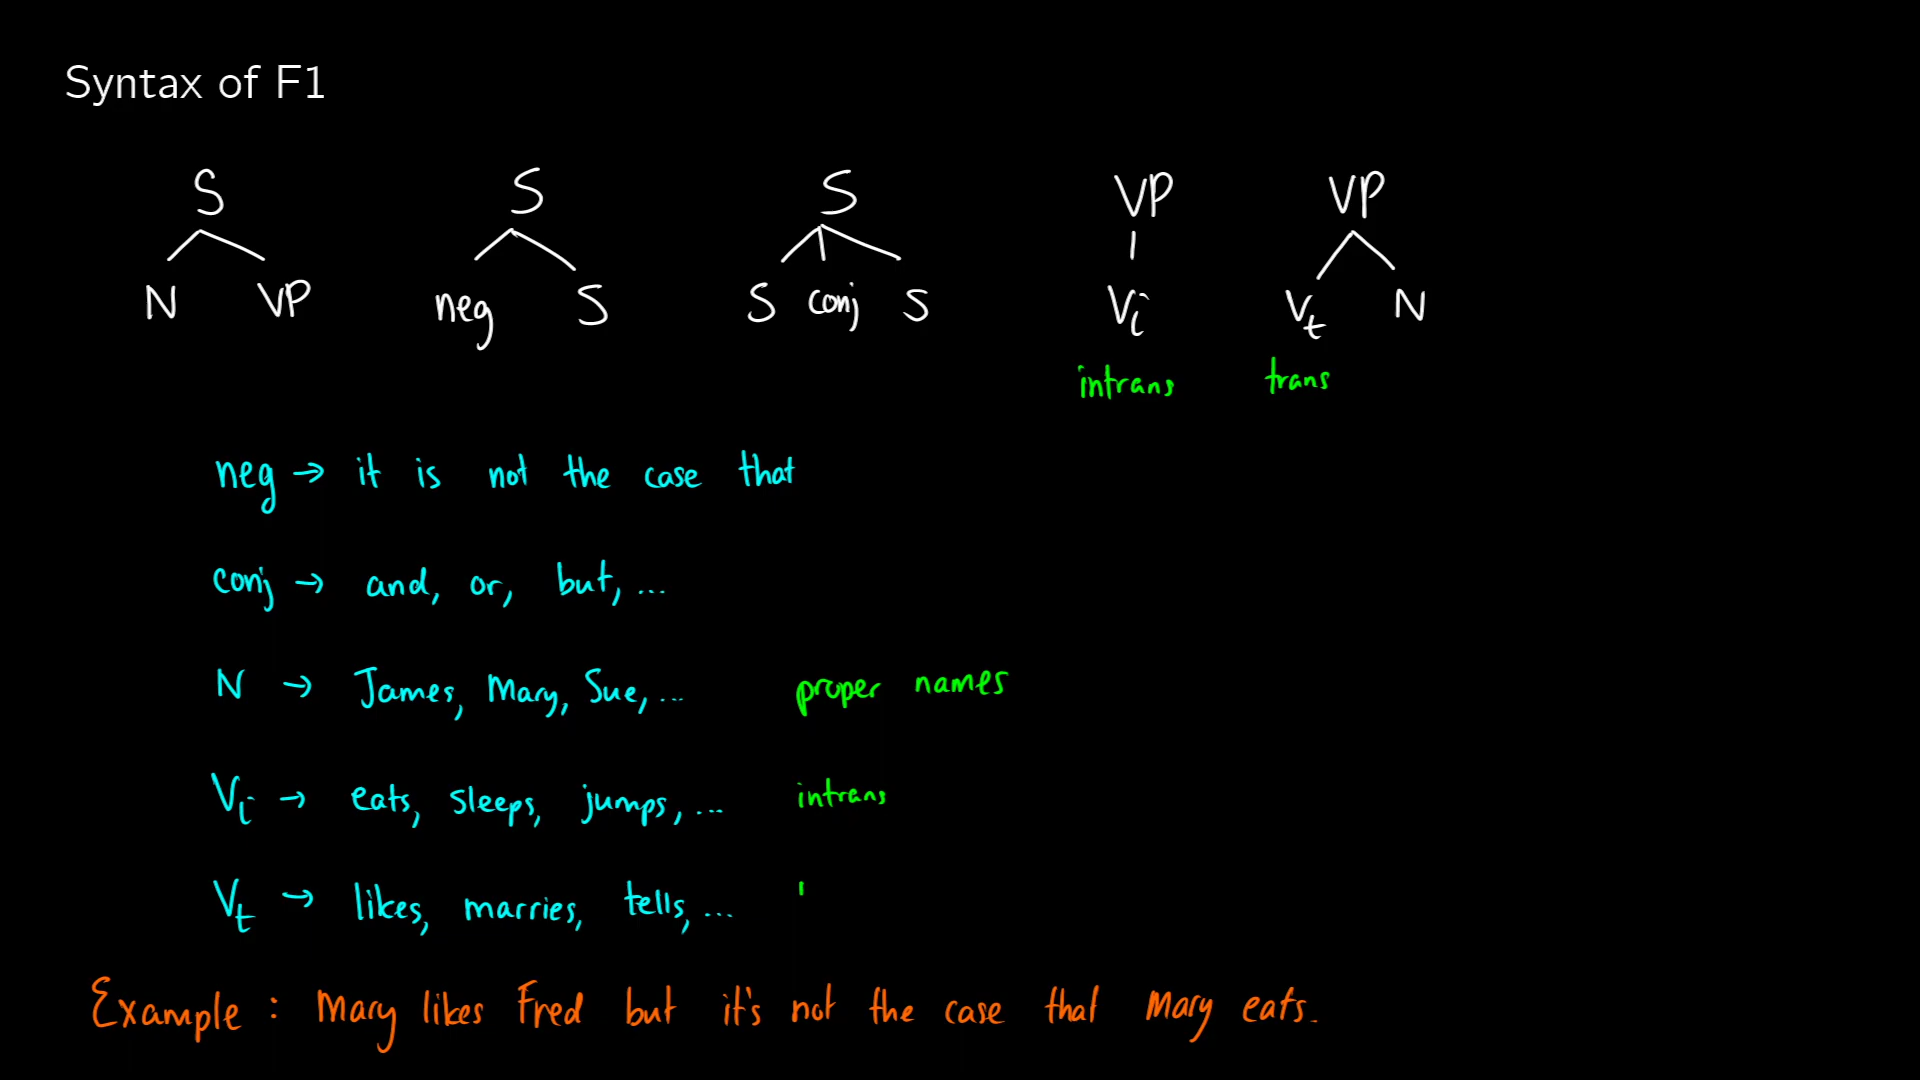 Syntax of F1
S S S VP VP
N VP neg S S conj S Vi Vt N
intrans trans
neg → it is not the case that
conj → and, or, but, ...
N → James, Mary, Sue, ... proper names
Vi → eats, sleeps, jumps, ... intrans
Vt → likes, marries, tells, ...
Example : Mary likes Fred but it's not the case that Mary eats.